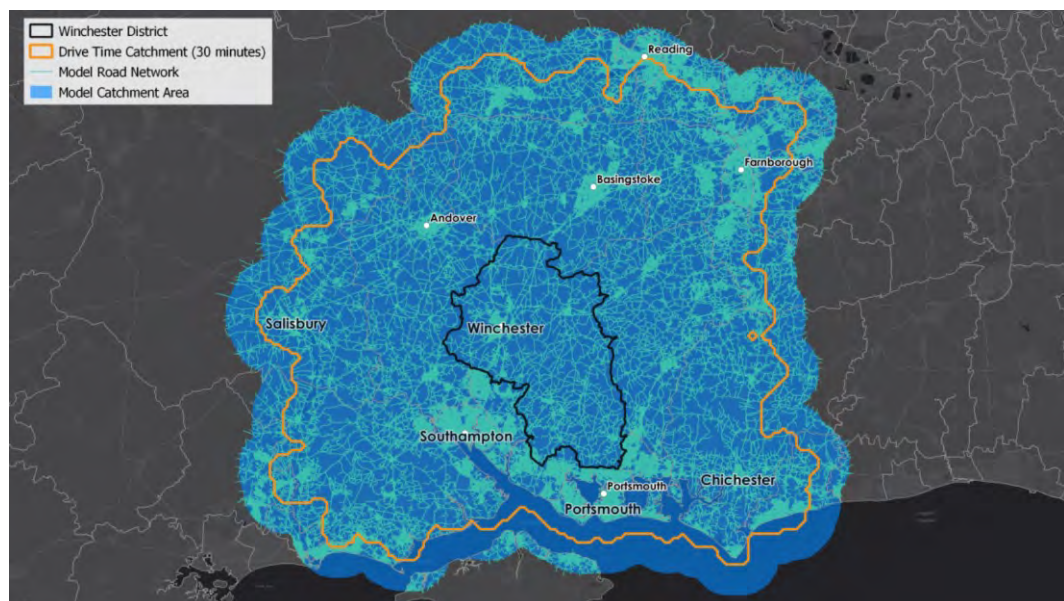 Winchester District
Drive Time Catchment (30 minutes)
Model Road Network
Model Catchment Area
Reading
Farnborough
Basingstoke
Andover
Salisbury
Winchester
Southampton
Chichester
Portsmouth
Portsmouth